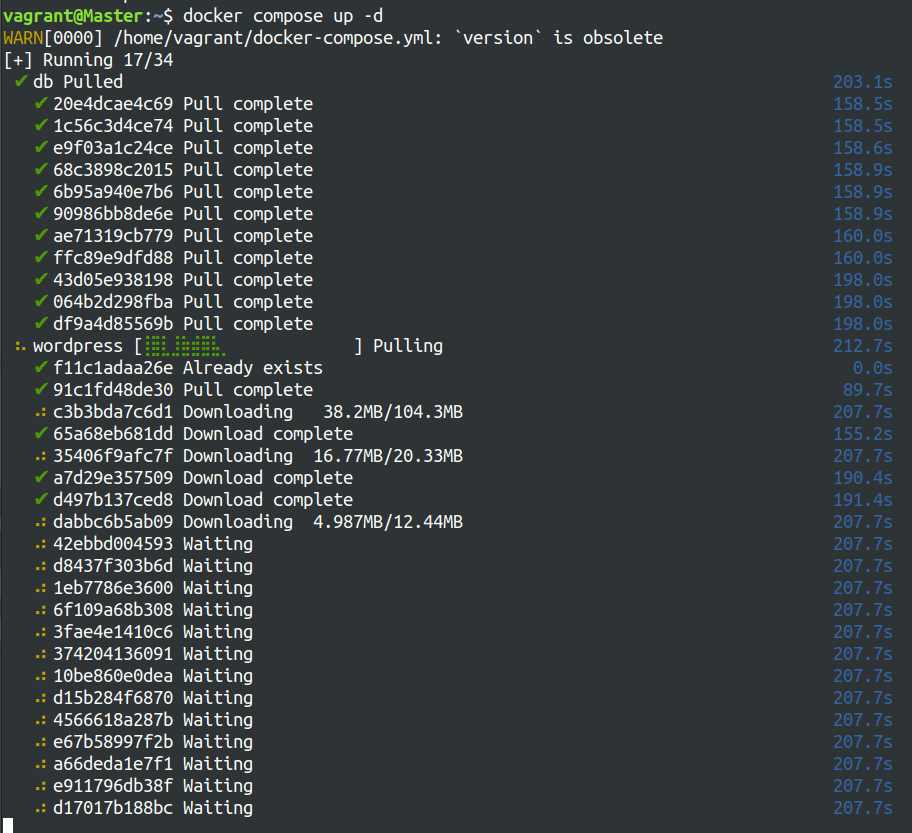 vagrant@Master:~$ docker compose up -d
WARN[0000] /home/vagrant/docker-compose.yml: `version` is obsolete
[+] Running 17/34
✔ db Pulled 203.1s
✔ 20e4dcae4c69 Pull complete 158.5s
✔ 1c56c3d4ce74 Pull complete 158.5s
✔ e9f03a1c24ce Pull complete 158.6s
✔ 68c3898c2015 Pull complete 158.9s
✔ 6b95a940e7b6 Pull complete 158.9s
✔ 90986bb8de6e Pull complete 158.9s
✔ ae71319cb779 Pull complete 160.0s
✔ ffc89e9dfd88 Pull complete 160.0s
✔ 43d05e938198 Pull complete 198.0s
✔ 064b2d298fba Pull complete 198.0s
✔ df9a4d85569b Pull complete 198.0s
wordpress [ ] Pulling 212.7s
✔ f11c1adaa26e Already exists 0.0s
✔ 91c1fd48de30 Pull complete 89.7s
c3b3bda7c6d1 Downloading 38.2MB/104.3MB 207.7s
✔ 65a68eb681dd Download complete 155.2s
35406f9afc7f Downloading 16.77MB/20.33MB 207.7s
✔ a7d29e357509 Download complete 190.4s
✔ d497b137ced8 Download complete 191.4s
dabbc6b5ab09 Downloading 4.987MB/12.44MB 207.7s
42ebbd004593 Waiting 207.7s
d8437f303b6d Waiting 207.7s
1eb7786e3600 Waiting 207.7s
6f109a68b308 Waiting 207.7s
3fae4e1410c6 Waiting 207.7s
374204136091 Waiting 207.7s
10be860e0dea Waiting 207.7s
d15b284f6870 Waiting 207.7s
4566618a287b Waiting 207.7s
e67b58997f2b Waiting 207.7s
a66deda1e7f1 Waiting 207.7s
e911796db38f Waiting 207.7s
d17017b188bc Waiting 207.7s